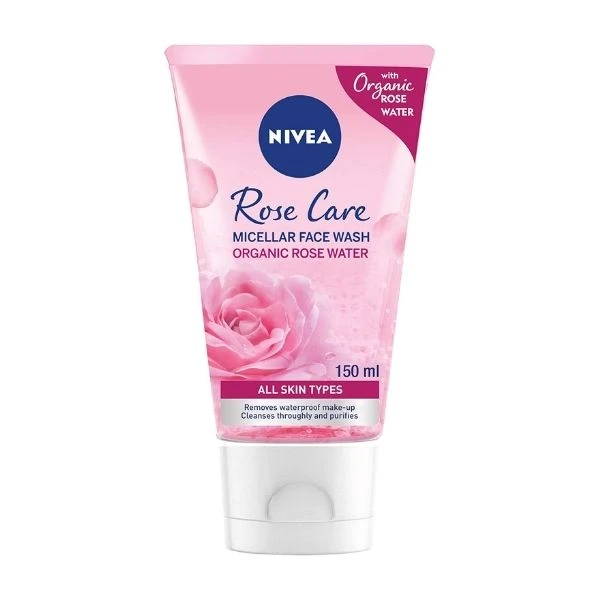 with
Organic
ROSE
WATER
NIVEA
Rose Care
MICELLAR FACE WASH
ORGANIC ROSE WATER
150 ml
ALL SKIN TYPES
Removes waterproof make-up
Cleanses throughly and purifies